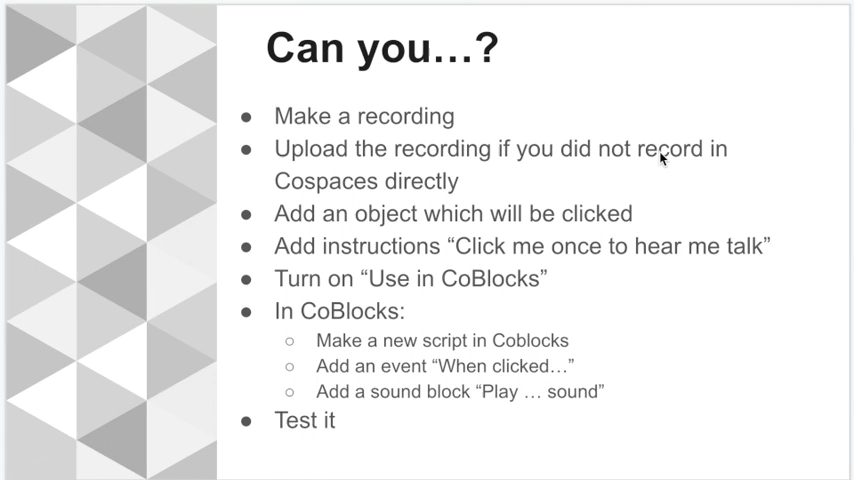 Can you…?
● Make a recording
● Upload the recording if you did not record in
Cospaces directly
● Add an object which will be clicked
● Add instructions “Click me once to hear me talk”
● Turn on “Use in CoBlocks”
● In CoBlocks:
○ Make a new script in Coblocks
○ Add an event “When clicked…”
○ Add a sound block “Play … sound”
● Test it